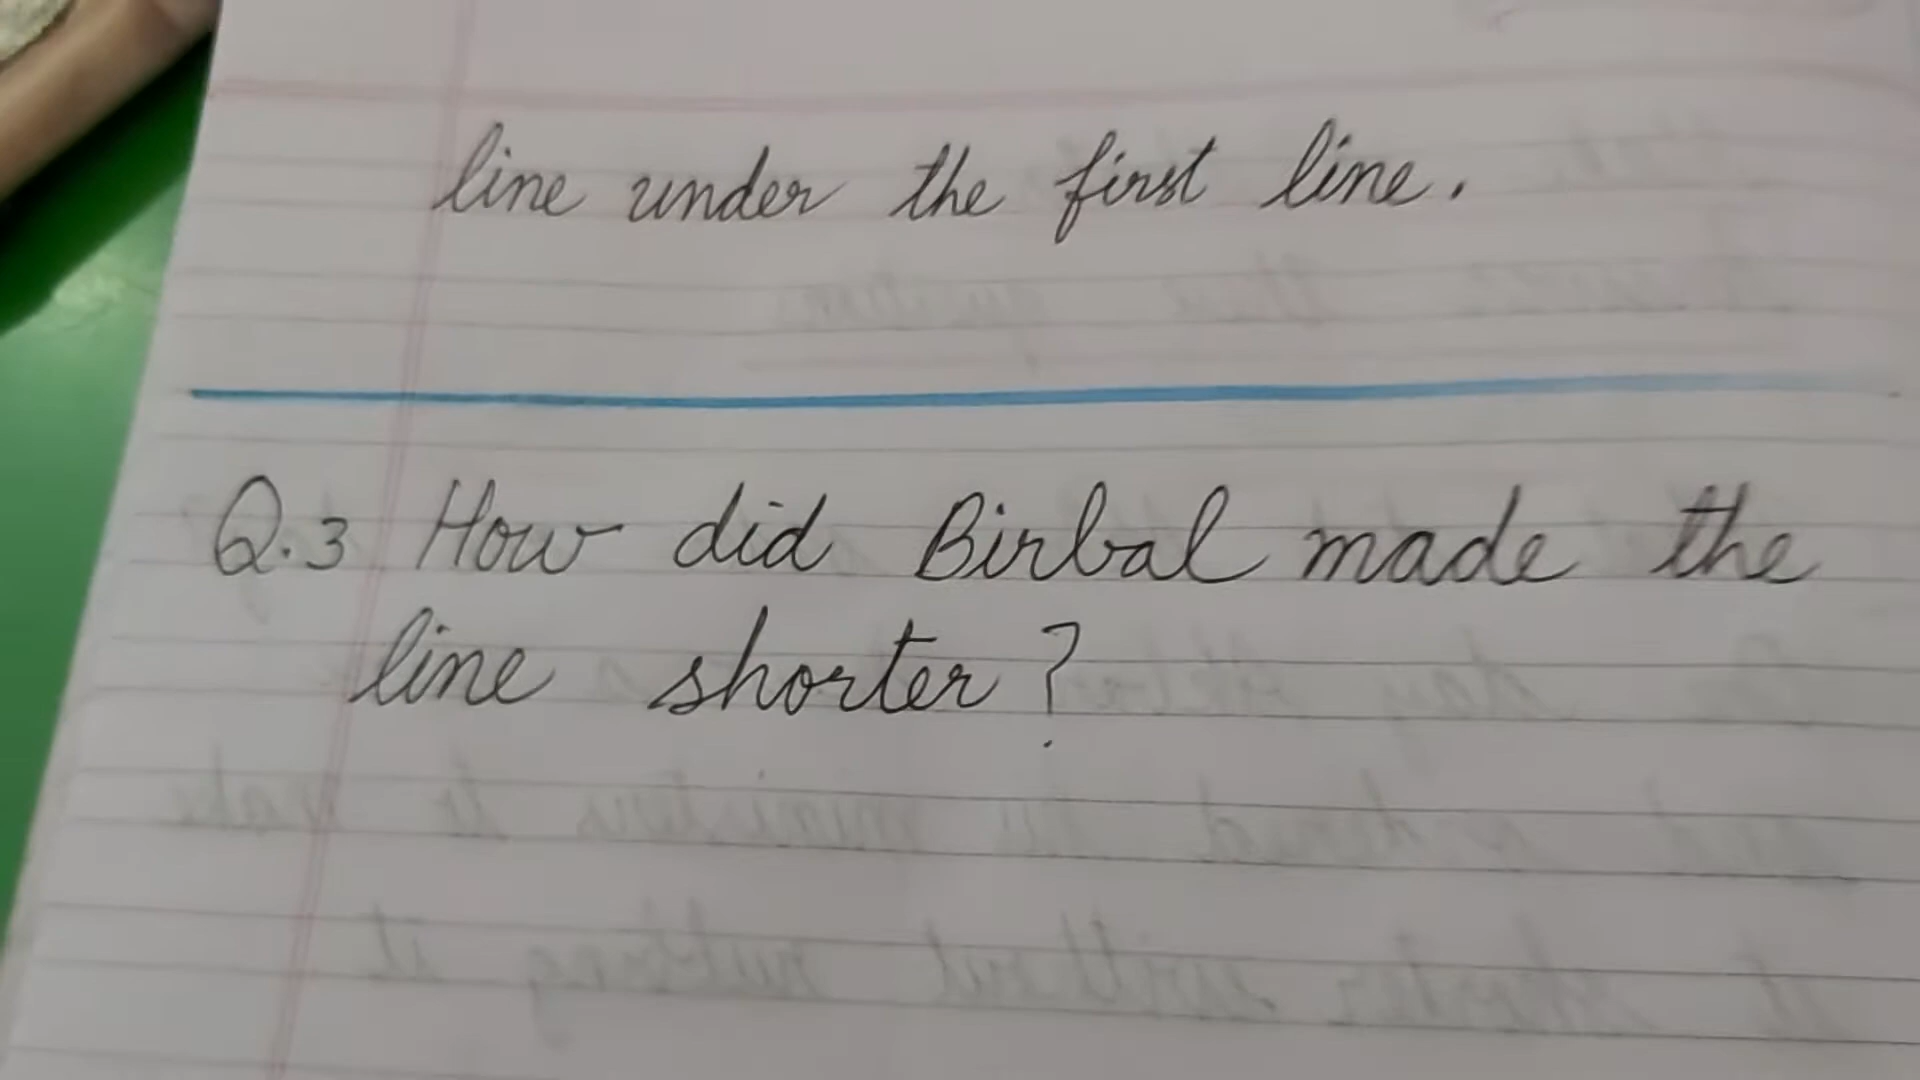 line under the first line.
Q.3 How did Birbal made the
line shorter?